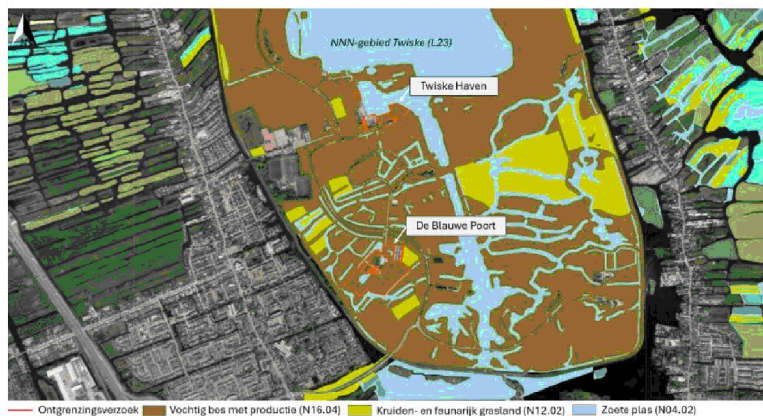 NNN-gebied Twiske (L23)
Twiske Haven
De Blauwe Poort
Ontgrenzingsverzoek Vochtig bos met productie (N16.04) Kruiden- en faunarijk grasland (N12.02) Zoete plas (N04.02)